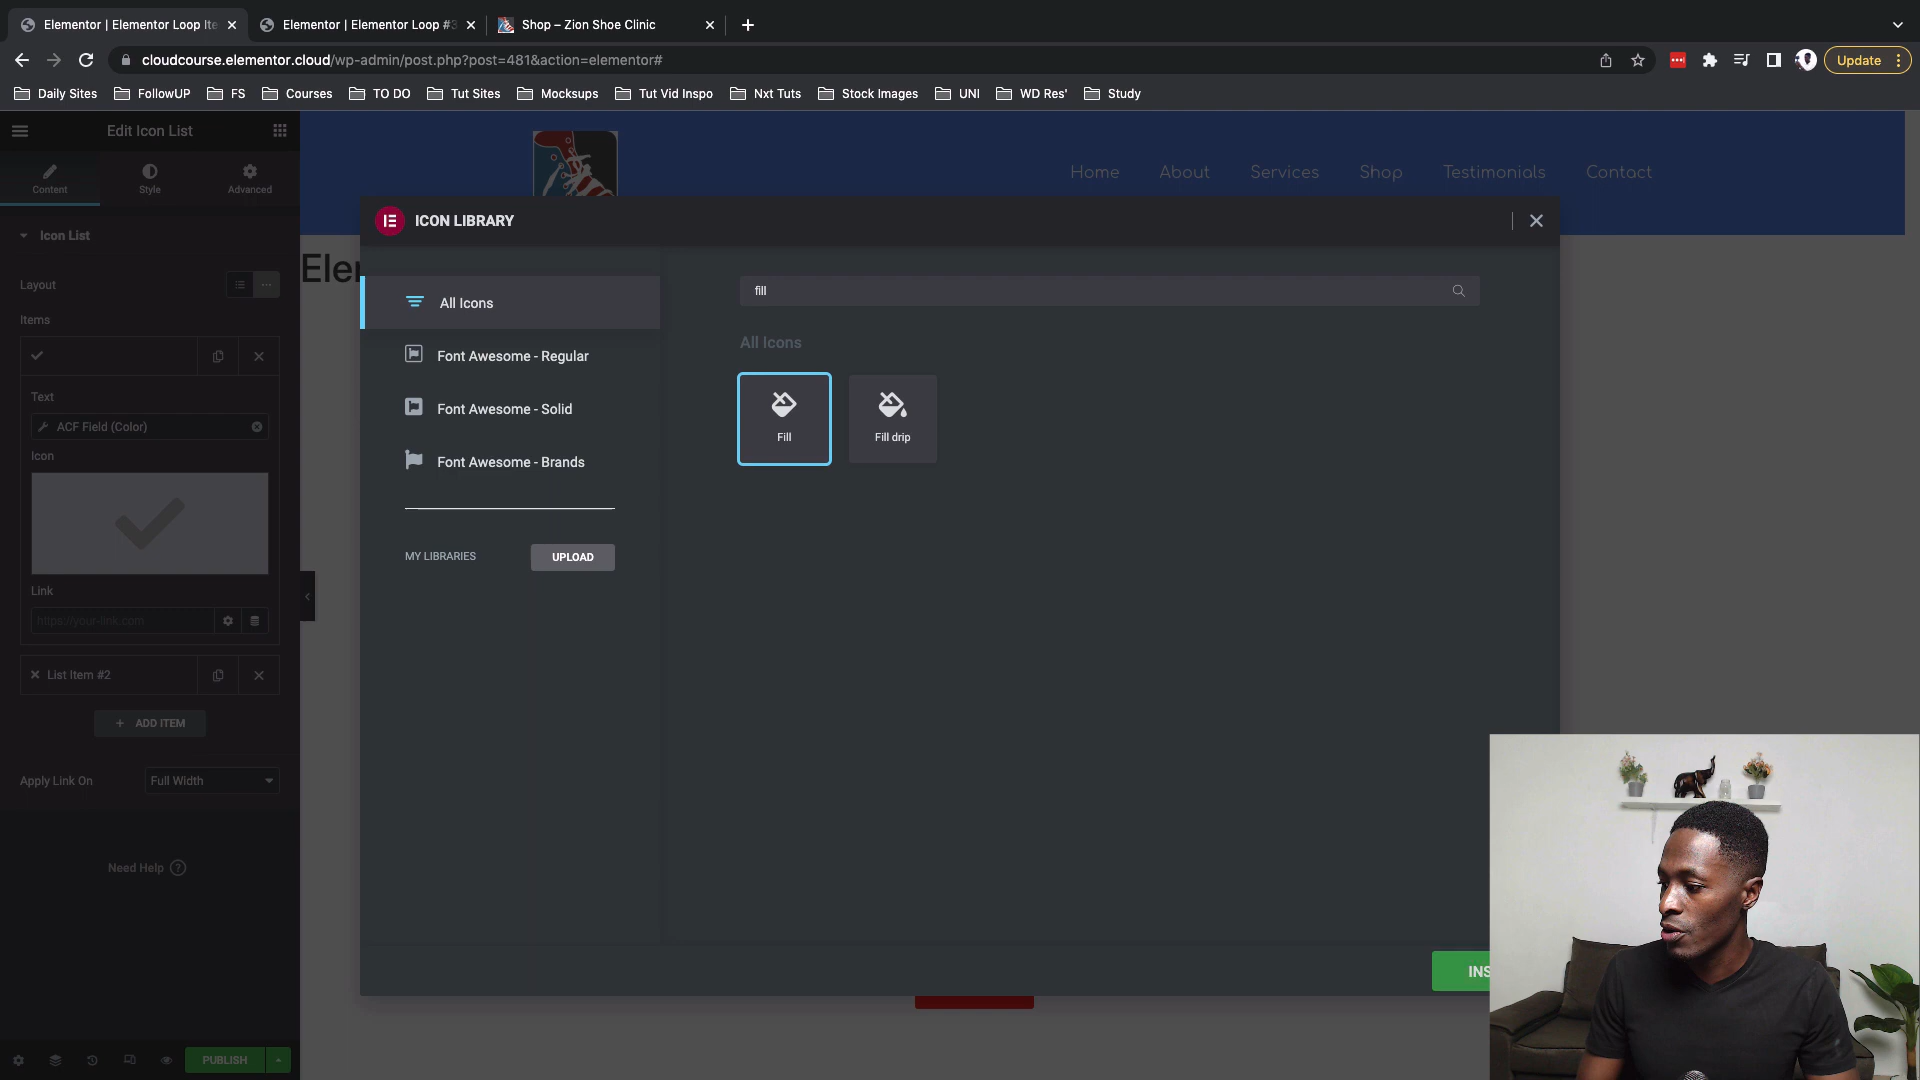 Elementor | Elementor Loop Ite
Elementor | Elementor Loop #3
Shop – Zion Shoe Clinic
cloudcourse.elementor.cloud/wp-admin/post.php?post=481&action=elementor#
Update
Daily Sites
FollowUP
FS
Courses
TO DO
Tut Sites
Mocksups
Tut Vid Inspo
Nxt Tuts
Stock Images
UNI
WD Res'
Study
Edit Icon List
Content
Style
Advanced
Home
About
Services
Shop
Testimonials
Contact
Icon List
Layout
Items
Text
ACF Field (Color)
Icon
Link
https://your-link.com
List Item #2
ADD ITEM
Apply Link On
Full Width
Need Help
PUBLISH
Eler
ICON LIBRARY
All Icons
Font Awesome - Regular
Font Awesome - Solid
Font Awesome - Brands
MY LIBRARIES
UPLOAD
fill
All Icons
Fill
Fill drip
INS